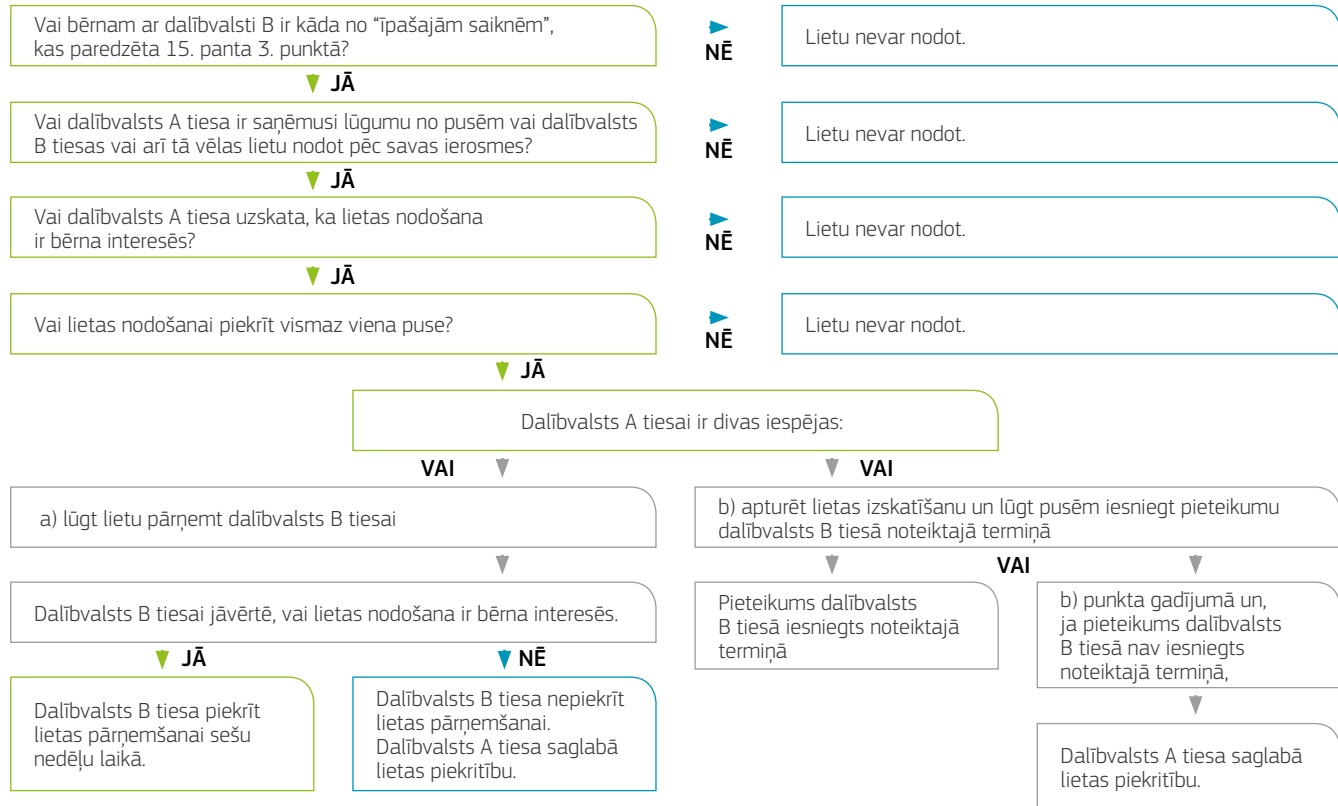 Vai bērnam ar dalībvalsti B ir kāda no “īpašajām saiknēm”,
kas paredzēta 15. panta 3. punktā?
NĒ
Lietu nevar nodot.
JĀ
Vai dalībvalsts A tiesa ir saņēmusi lūgumu no pusēm vai dalībvalsts
B tiesas vai arī tā vēlas lietu nodot pēc savas ierosmes?
NĒ
Lietu nevar nodot.
JĀ
Vai dalībvalsts A tiesa uzskata, ka lietas nodošana
ir bērna interesēs?
NĒ
Lietu nevar nodot.
JĀ
Vai lietas nodošanai piekrīt vismaz viena puse?
NĒ
Lietu nevar nodot.
JĀ
Dalībvalsts A tiesai ir divas iespējas:
VAI
VAI
a) lūgt lietu pārņemt dalībvalsts B tiesai
b) apturēt lietas izskatīšanu un lūgt pusēm iesniegt pieteikumu
dalībvalsts B tiesā noteiktajā termiņā
VAI
Dalībvalsts B tiesai jāvērtē, vai lietas nodošana ir bērna interesēs.
Pieteikums dalībvalsts
B tiesā iesniegts noteiktajā
termiņā
b) punkta gadījumā un,
ja pieteikums dalībvalsts
B tiesā nav iesniegts
noteiktajā termiņā,
JĀ
NĒ
Dalībvalsts B tiesa piekrīt
lietas pārņemšanai sešu
nedēļu laikā.
Dalībvalsts B tiesa nepiekrīt
lietas pārņemšanai.
Dalībvalsts A tiesa saglabā
lietas piekritību.
Dalībvalsts A tiesa saglabā
lietas piekritību.